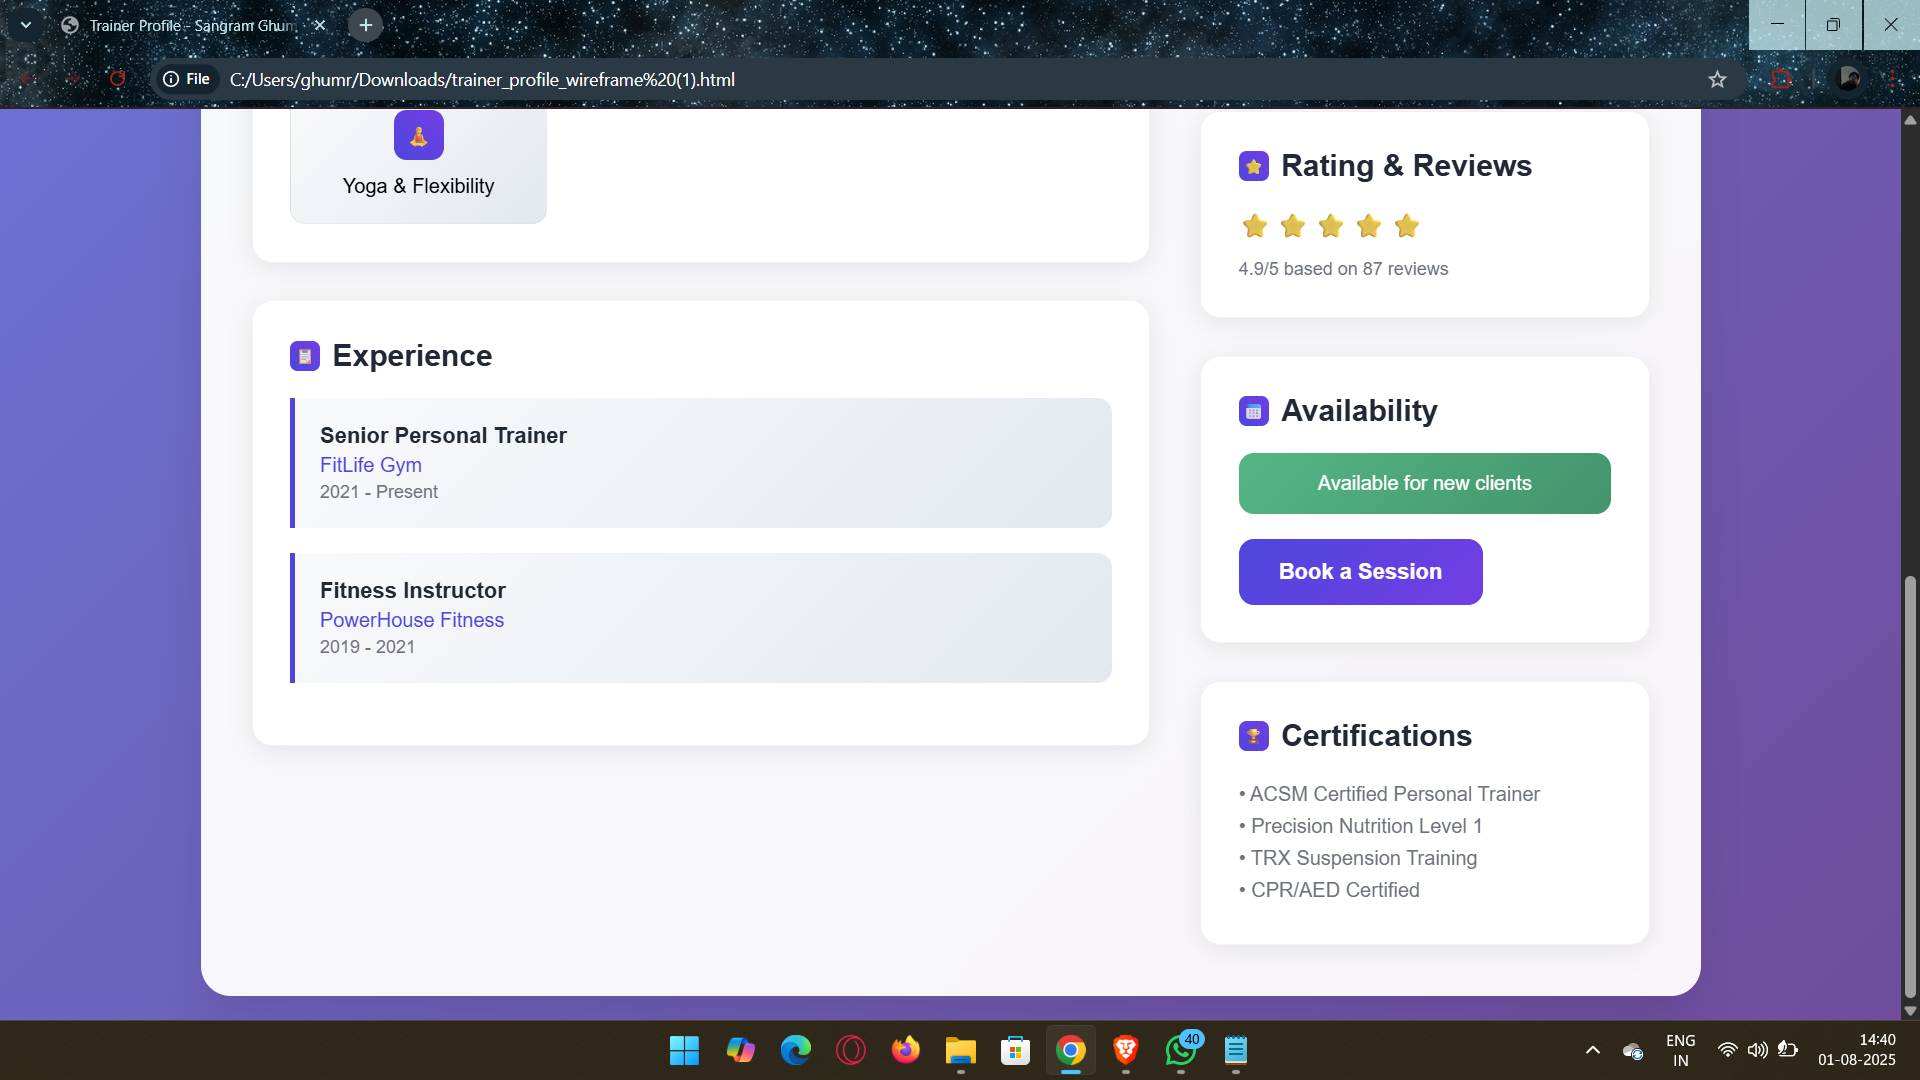 Trainer Profile - Sangram Ghum
File
C:/Users/ghumr/Downloads/trainer_profile_wireframe%20(1).html
Yoga & Flexibility
Experience
Senior Personal Trainer
FitLife Gym
2021 - Present
Fitness Instructor
PowerHouse Fitness
2019 - 2021
Rating & Reviews
4.9/5 based on 87 reviews
Availability
Available for new clients
Book a Session
Certifications
• ACSM Certified Personal Trainer
• Precision Nutrition Level 1
• TRX Suspension Training
• CPR/AED Certified
40
ENG
IN
14:40
01-08-2025